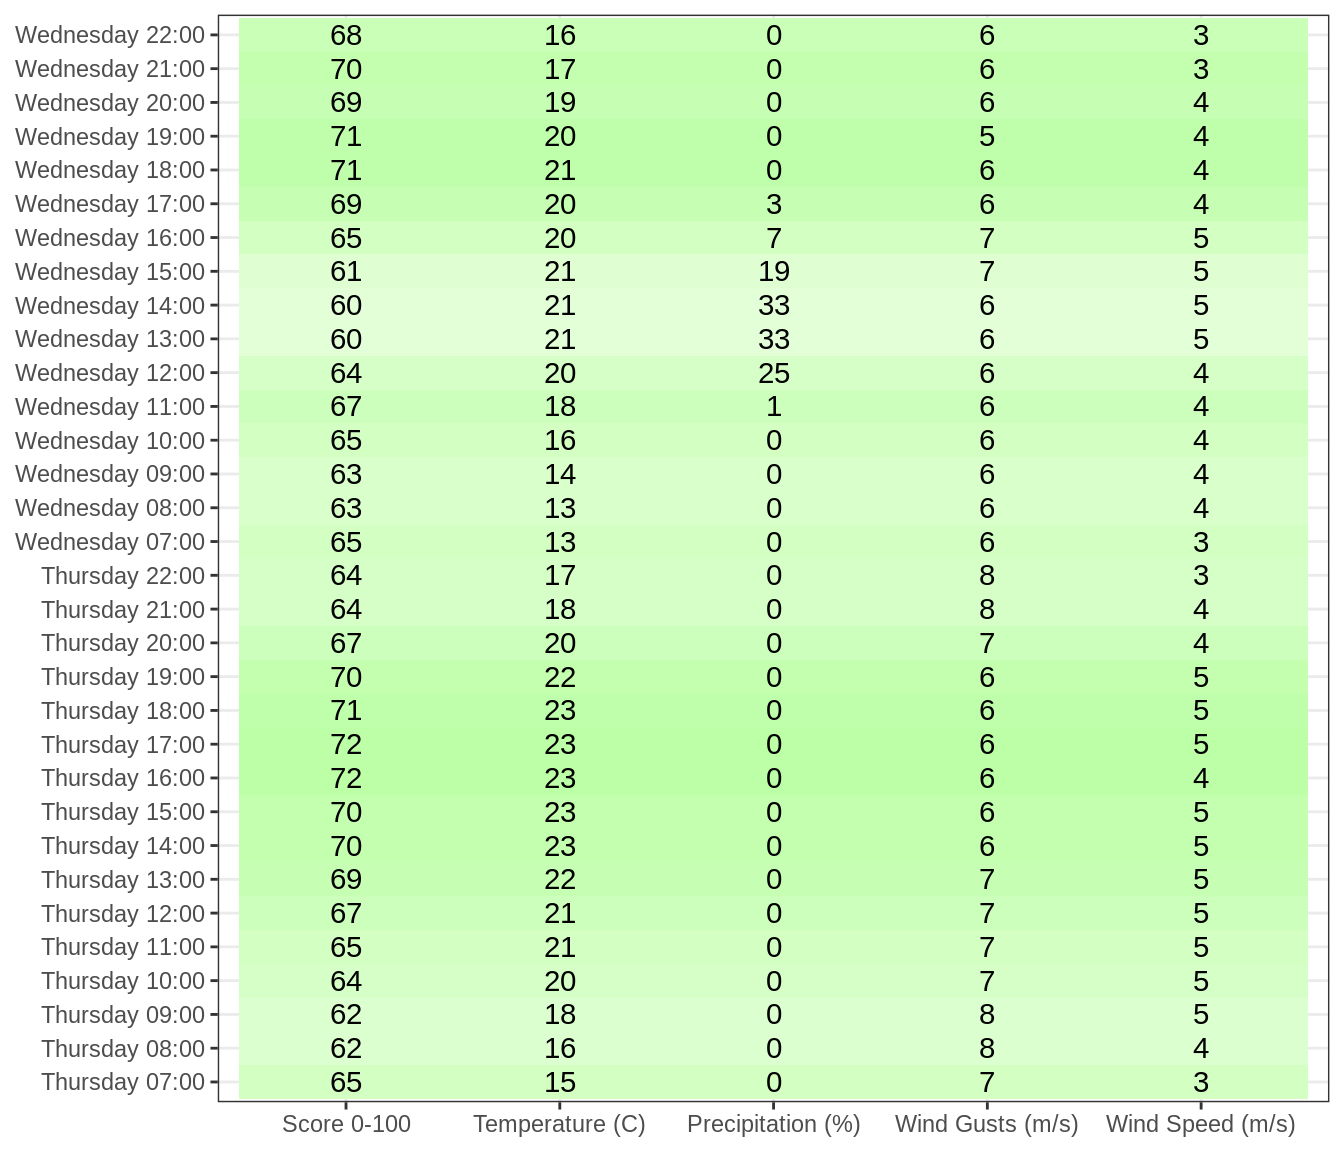 Wednesday 22:00 68 16 0 6 3
Wednesday 21:00 70 17 0 6 3
Wednesday 20:00 69 19 0 6 4
Wednesday 19:00 71 20 0 5 4
Wednesday 18:00 71 21 0 6 4
Wednesday 17:00 69 20 3 6 4
Wednesday 16:00 65 20 7 7 5
Wednesday 15:00 61 21 19 7 5
Wednesday 14:00 60 21 33 6 5
Wednesday 13:00 60 21 33 6 5
Wednesday 12:00 64 20 25 6 4
Wednesday 11:00 67 18 1 6 4
Wednesday 10:00 65 16 0 6 4
Wednesday 09:00 63 14 0 6 4
Wednesday 08:00 63 13 0 6 4
Wednesday 07:00 65 13 0 6 3
Thursday 22:00 64 17 0 8 3
Thursday 21:00 64 18 0 8 4
Thursday 20:00 67 20 0 7 4
Thursday 19:00 70 22 0 6 5
Thursday 18:00 71 23 0 6 5
Thursday 17:00 72 23 0 6 5
Thursday 16:00 72 23 0 6 4
Thursday 15:00 70 23 0 6 5
Thursday 14:00 70 23 0 6 5
Thursday 13:00 69 22 0 7 5
Thursday 12:00 67 21 0 7 5
Thursday 11:00 65 21 0 7 5
Thursday 10:00 64 20 0 7 5
Thursday 09:00 62 18 0 8 5
Thursday 08:00 62 16 0 8 4
Thursday 07:00 65 15 0 7 3
Score 0-100 Temperature (C) Precipitation (%) Wind Gusts (m/s) Wind Speed (m/s)